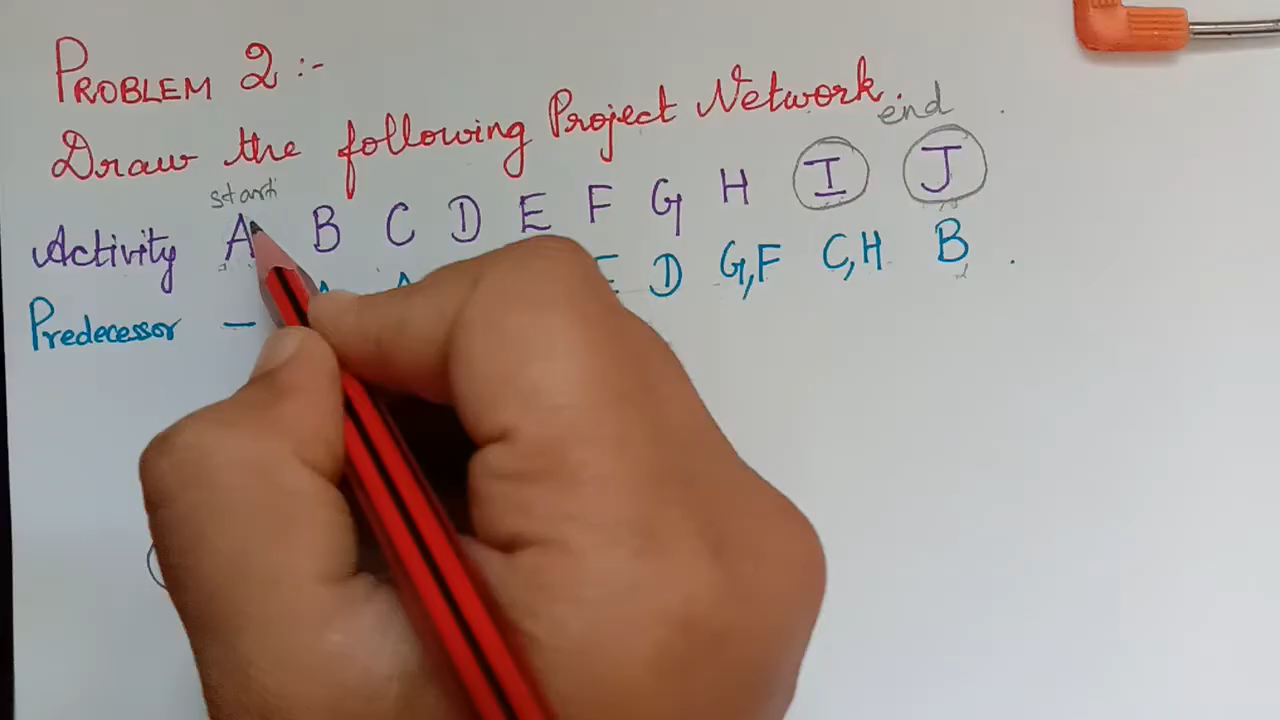 PROBLEM 2 :-
Draw the following Project Network.
end
start
Activity A B C D E F G H I J
Predecessor - D G,F C,H B